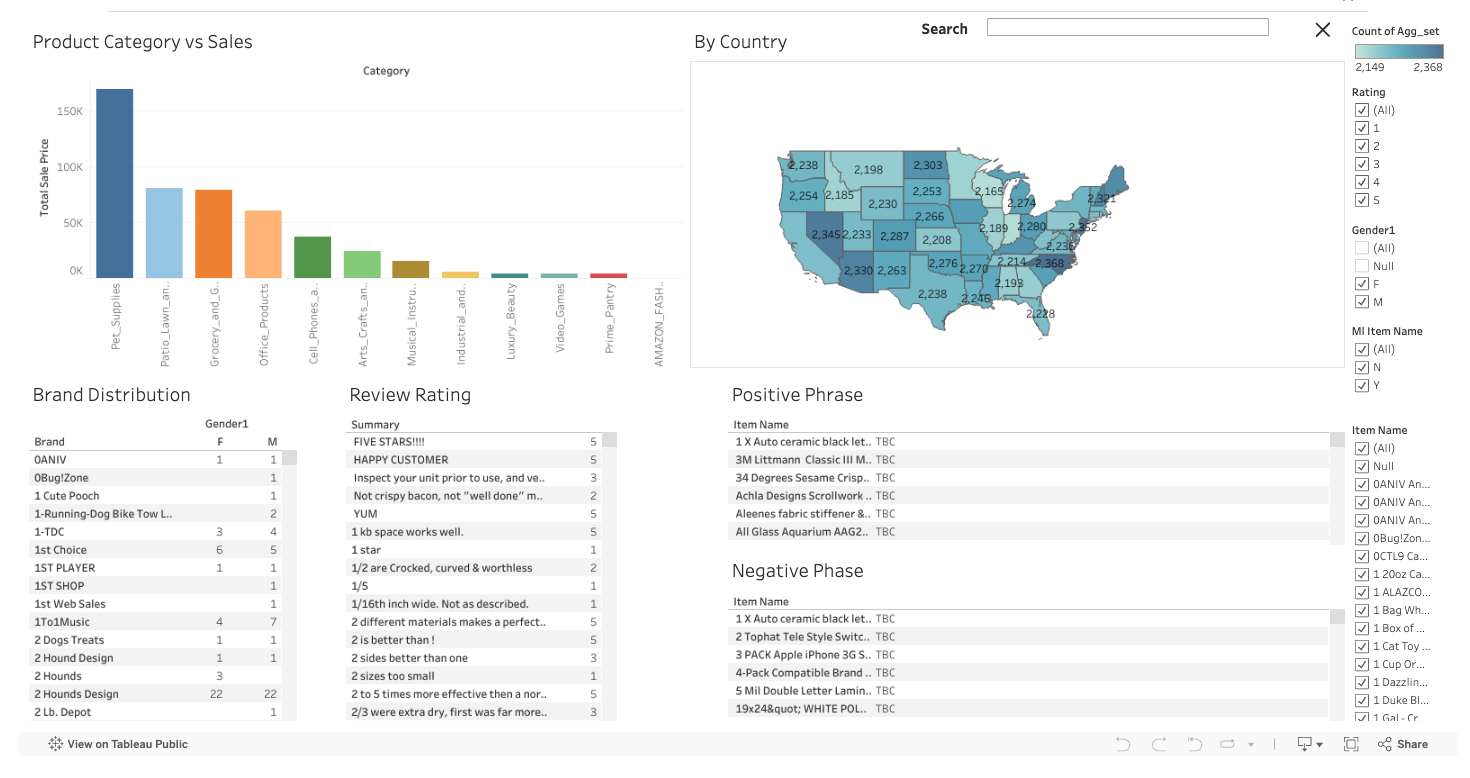 Search
Product Category vs Sales
By Country
Count of Agg_set
2,149 2,368
Category
Total Sale Price
150K
100K
50K
0K
Pet_Supplies
Patio_Lawn_an..
Grocery_and_G..
Office_Products
Cell_Phones_a..
Arts_Crafts_an..
Musical_Instru..
Industrial_and..
Luxury_Beauty
Video_Games
Prime_Pantry
AMAZON_FASH..
2,238
2,198
2,303
2,254
2,185
2,230
2,253
2,165
2,274
2,321
2,266
2,345
2,233
2,287
2,208
2,189
2,280
2,352
2,236
2,330
2,263
2,276
2,270
2,214
2,368
2,193
2,238
2,246
2,228
Rating
(All)
1
2
3
4
5
Gender1
(All)
Null
F
M
MI Item Name
(All)
N
Y
Item Name
(All)
Null
0ANIV An...
0ANIV An...
0ANIV An...
0Bug!Zon...
0CTL9 Ca...
1 20oz Ca...
1 ALAZCO...
1 Bag Wh...
1 Box of ...
1 Cat Toy ...
1 Cup Or...
1 Dazzlin...
1 Duke Bl...
1 Gal - Cr...
Brand Distribution
Gender1
Brand F M
0ANIV 1 1
0Bug!Zone 1
1 Cute Pooch 1
1-Running-Dog Bike Tow L.. 2
1-TDC 3 4
1st Choice 6 5
1ST PLAYER 1 1
1ST SHOP 1
1st Web Sales 1
1To1Music 4 7
2 Dogs Treats 1 1
2 Hound Design 1 1
2 Hounds 3
2 Hounds Design 22 22
2 Lb. Depot 1
Review Rating
Summary
FIVE STARS!!!! 5
HAPPY CUSTOMER 5
Inspect your unit prior to use, and ve.. 3
Not crispy bacon, not “well done” m.. 2
YUM 5
1 kb space works well. 5
1 star 1
1/2 are Crocked, curved & worthless 2
1/5 1
1/16th inch wide. Not as described. 1
2 different materials makes a perfect.. 5
2 is better than ! 5
2 sides better than one 3
2 sizes too small 1
2 to 5 times more effective then a nor.. 5
2/3 were extra dry, first was far more.. 3
Positive Phrase
Item Name
1 X Auto ceramic black let.. TBC
3M Littmann Classic III M.. TBC
34 Degrees Sesame Crisp.. TBC
Achla Designs Scrollwork .. TBC
Aleenes fabric stiffener &.. TBC
All Glass Aquarium AAG2.. TBC
Negative Phase
Item Name
1 X Auto ceramic black let.. TBC
2 Tophat Tele Style Switc.. TBC
3 PACK Apple iPhone 3G S.. TBC
4-Pack Compatible Brand .. TBC
5 Mil Double Letter Lamin.. TBC
19x24&quot; WHITE POL.. TBC
View on Tableau Public
Share